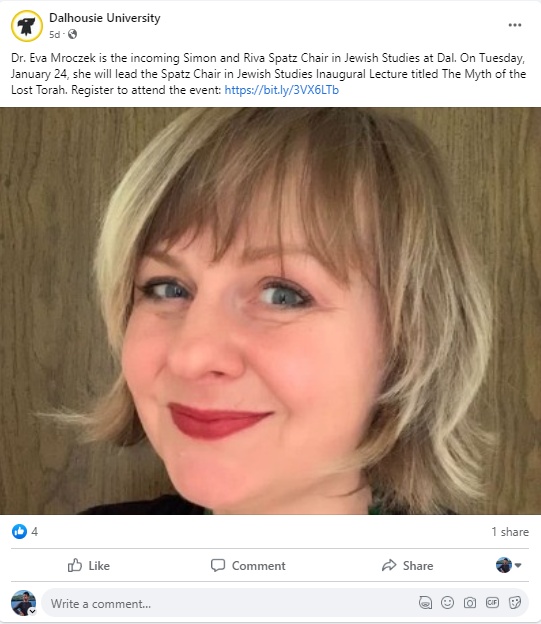 Dalhousie University
5d ·
Dr. Eva Mroczek is the incoming Simon and Riva Spatz Chair in Jewish Studies at Dal. On Tuesday,
January 24, she will lead the Spatz Chair in Jewish Studies Inaugural Lecture titled The Myth of the
Lost Torah. Register to attend the event: https://bit.ly/3VX6LTb
4
1 share
Like
Comment
Share
Write a comment...
GIF